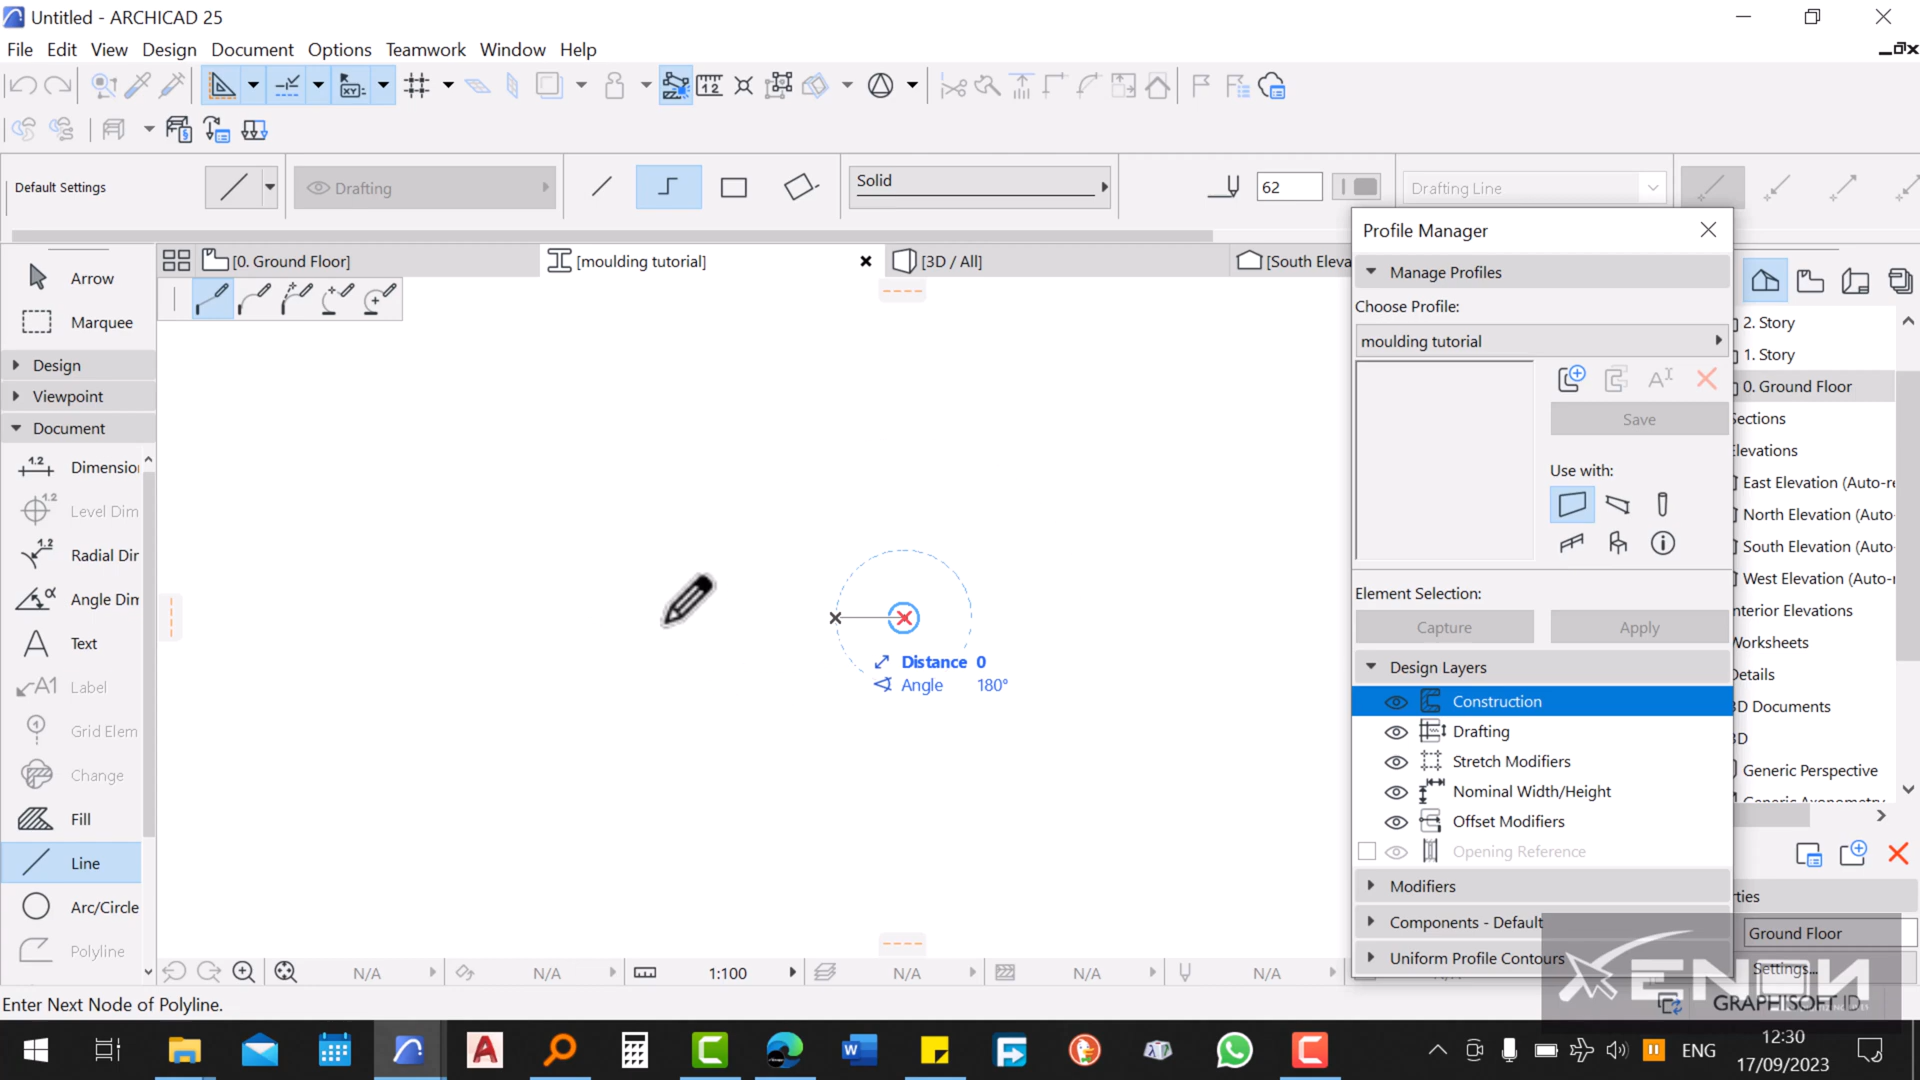 Untitled - ARCHICAD 25
File Edit View Design Document Options Teamwork Window Help
Default Settings
Drafting
Solid
62
Drafting Line
Profile Manager
[0. Ground Floor]
[moulding tutorial]
[3D / All]
[South Eleva
Manage Profiles
Choose Profile:
moulding tutorial
Save
Use with:
Element Selection:
Capture
Apply
Design Layers
Construction
Drafting
Stretch Modifiers
Nominal Width/Height
Offset Modifiers
Opening Reference
Modifiers
Components - Default
Uniform Profile Contours
Arrow
Marquee
Design
Viewpoint
Document
Dimensio
Level Dim
Radial Dir
Angle Dim
Text
Label
Grid Elem
Change
Fill
Line
Arc/Circle
Polyline
Distance 0
Angle 180°
2. Story
1. Story
0. Ground Floor
Sections
Elevations
East Elevation (Auto-re
North Elevation (Auto-
South Elevation (Auto-
West Elevation (Auto-r
Interior Elevations
Worksheets
Details
3D Documents
3D
Generic Perspective
Generic Axonometry
rties
Ground Floor
Settings...
N/A
N/A
1:100
N/A
N/A
N/A
Enter Next Node of Polyline.
XENON
GRAPHISOFT ID
ENG
12:30
17/09/2023